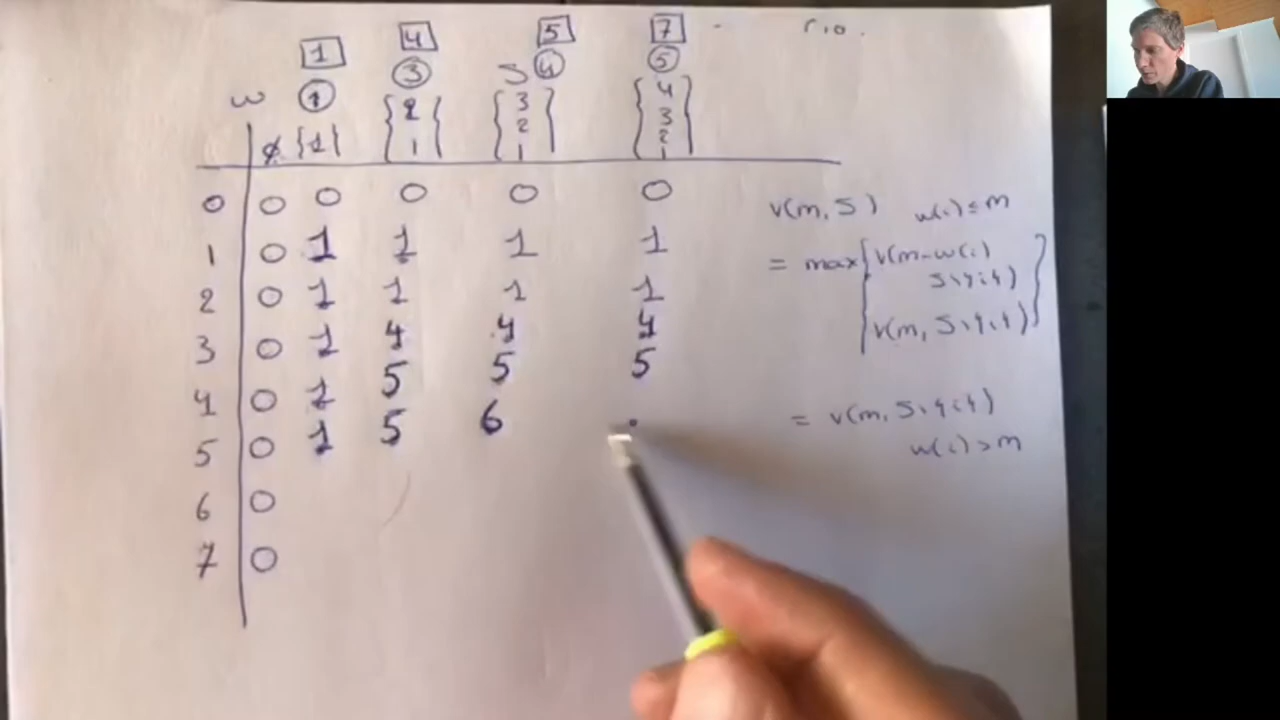 1 4 5 7
w 1 3 5 4 5
∅ {1} {2 1} {3 2 1} {4 3 2 1}
0 0 0 0 0 0
1 0 1 1 1 1
2 0 1 1 1 1
3 0 1 4 4 4
4 0 1 5 5 5
5 0 1 5 6
6 0
7 0
v(m, S) w(i) ≤ m
= max { v(m-w(i)
S\{i})
v(m, S\{i}) }
= v(m, S\{i})
w(i) > m